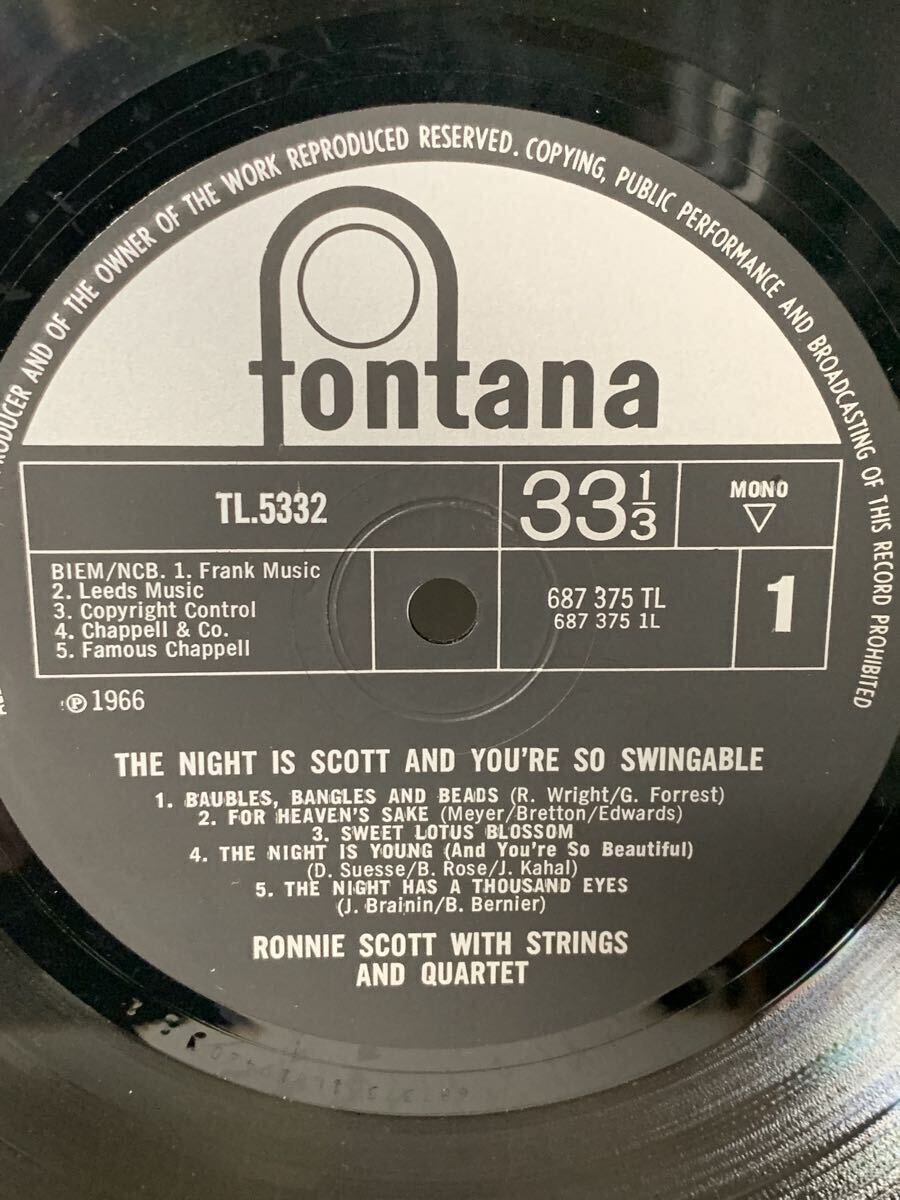 PRODUCER AND OF THE OWNER OF THE WORK REPRODUCED RESERVED. COPYING, PUBLIC PERFORMANCE AND BROADCASTING OF THIS RECORD PROHIBITED
fontana
TL.5332
33 1/3
MONO
BIEM/NCB. 1. Frank Music
2. Leeds Music
3. Copyright Control
4. Chappell & Co.
5. Famous Chappell
687 375 TL
687 375 1L
1
℗ 1966
THE NIGHT IS SCOTT AND YOU'RE SO SWINGABLE
1. BAUBLES, BANGLES AND BEADS (R. Wright/G. Forrest)
2. FOR HEAVEN'S SAKE (Meyer/Bretton/Edwards)
3. SWEET LOTUS BLOSSOM
4. THE NIGHT IS YOUNG (And You're So Beautiful)
(D. Suesse/B. Rose/J. Kahal)
5. THE NIGHT HAS A THOUSAND EYES
(J. Brainin/B. Bernier)
RONNIE SCOTT WITH STRINGS
AND QUARTET